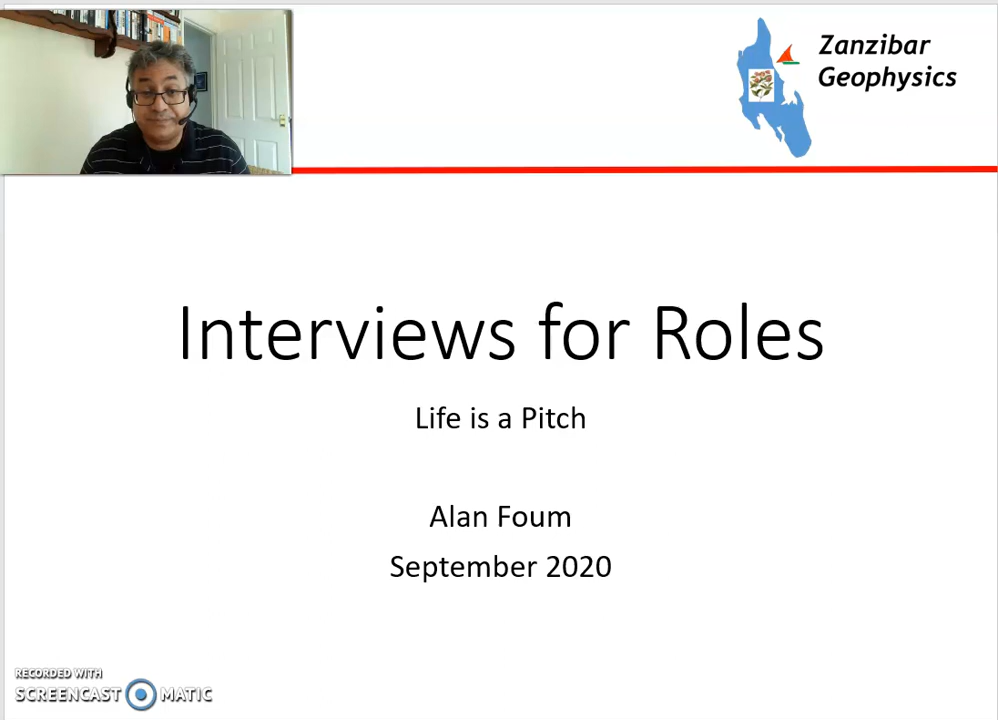 Zanzibar
Geophysics
Interviews for Roles
Life is a Pitch
Alan Foum
September 2020
RECORDED WITH
SCREENCAST MATIC